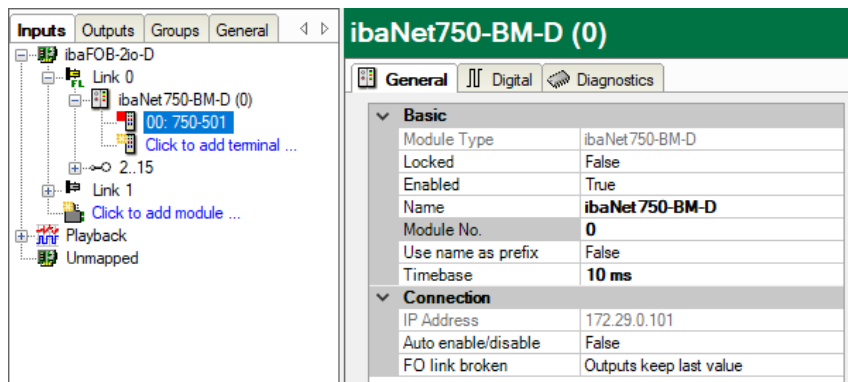 Inputs Outputs Groups General
ibaFOB-2io-D
Link 0
ibaNet750-BM-D (0)
00: 750-501
Click to add terminal ...
2..15
Link 1
Click to add module ...
Playback
Unmapped
ibaNet750-BM-D (0)
General Digital Diagnostics
Basic
Module Type ibaNet750-BM-D
Locked False
Enabled True
Name ibaNet750-BM-D
Module No. 0
Use name as prefix False
Timebase 10 ms
Connection
IP Address 172.29.0.101
Auto enable/disable False
FO link broken Outputs keep last value